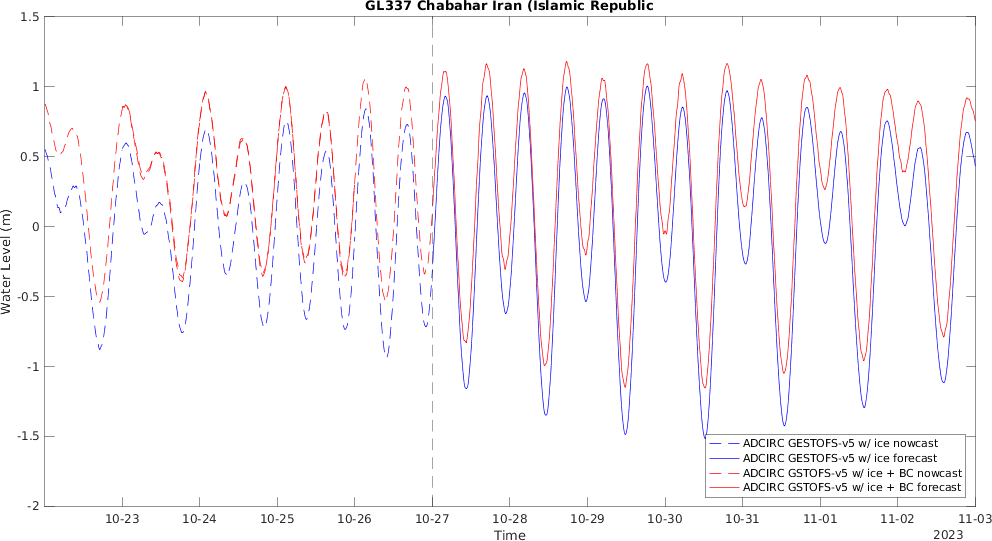 GL337 Chabahar Iran (Islamic Republic
1.5
1
0.5
0
-0.5
-1
-1.5
-2
Water Level (m)
ADCIRC GESTOFS-v5 w/ ice nowcast
ADCIRC GESTOFS-v5 w/ ice forecast
ADCIRC GSTOFS-v5 w/ ice + BC nowcast
ADCIRC GSTOFS-v5 w/ ice + BC forecast
10-23 10-24 10-25 10-26 10-27 10-28 10-29 10-30 10-31 11-01 11-02 11-03
Time
2023